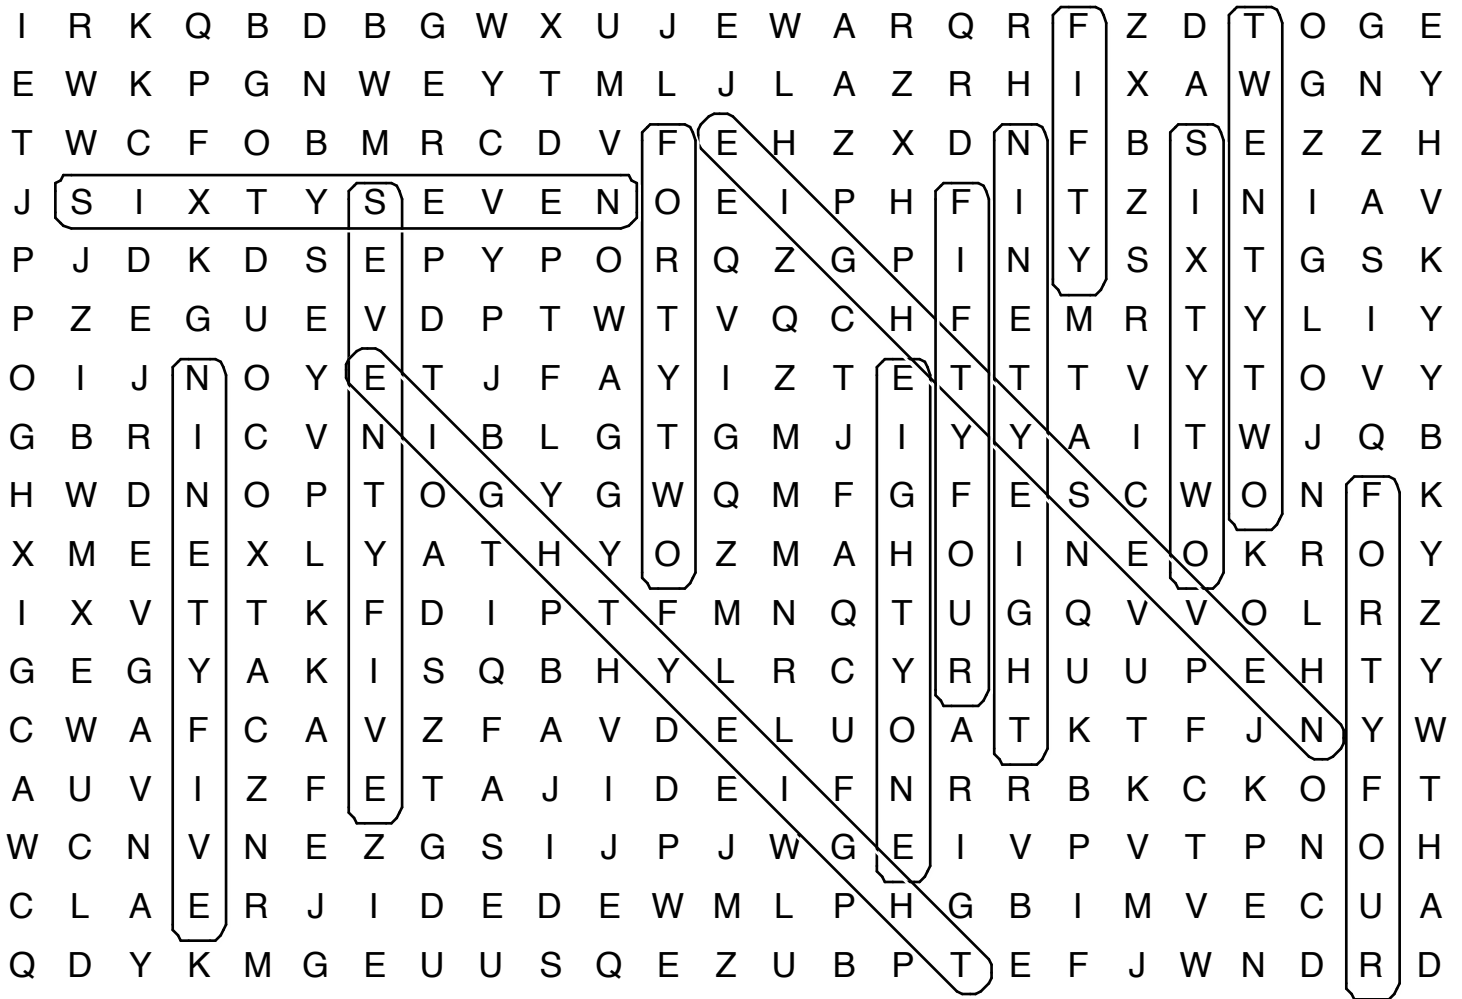 I R K Q B D B G W X U J E W A R Q R F Z D T O G E
E W K P G N W E Y T M L J L A Z R H I X A W G N Y
T W C F O B M R C D V F E H Z X D N F B S E Z Z H
J S I X T Y S E V E N O E I P H F I T Z I N I A V
P J D K D S E P Y P O R Q Z G P I N Y S X T G S K
P Z E G U E V D P T W T V Q C H F E M R T Y L I Y
O I J N O Y E T J F A Y I Z T E T T T V Y T O V Y
G B R I C V N I B L G T G M J I Y Y A I T W J Q B
H W D N O P T O G Y G W Q M F G F E S C W O N F K
X M E E X L Y A T H Y O Z M A H O I N E O K R O Y
I X V T T K F D I P T F M N Q T U G Q V V O L R Z
G E G Y A K I S Q B H Y L R C Y R H U U P E H T Y
C W A F C A V Z F A V D E L U O A T K T F J N Y W
A U V I Z F E T A J I D E I F N R R B K C K O F T
W C N V N E Z G S I J P J W G E I V P V T P N O H
C L A E R J I D E D E W M L P H G B I M V E C U A
Q D Y K M G E U U S Q E Z U B P T E F J W N D R D